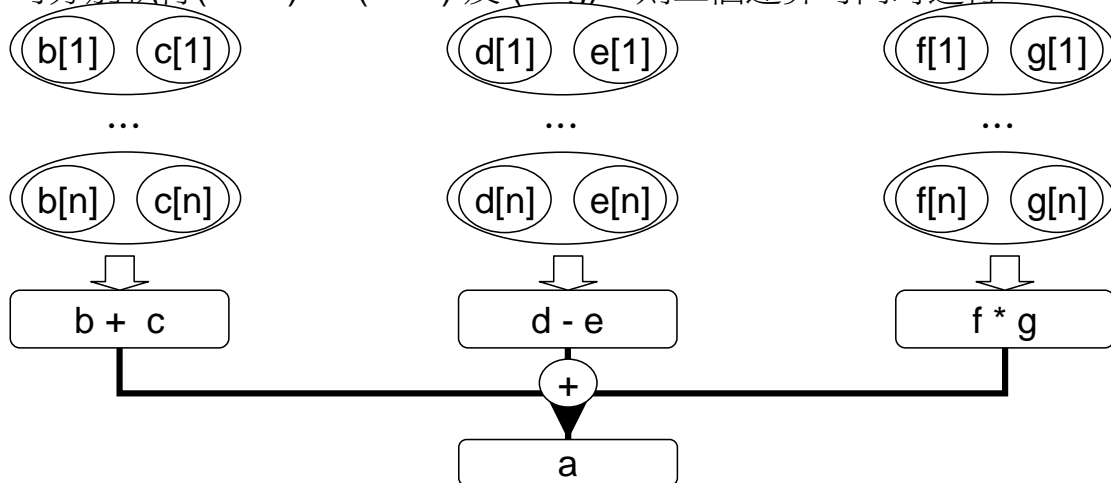 b[1] c[1] d[1] e[1] f[1] g[1]
... ... ...
b[n] c[n] d[n] e[n] f[n] g[n]
b + c d - e f * g
+
a